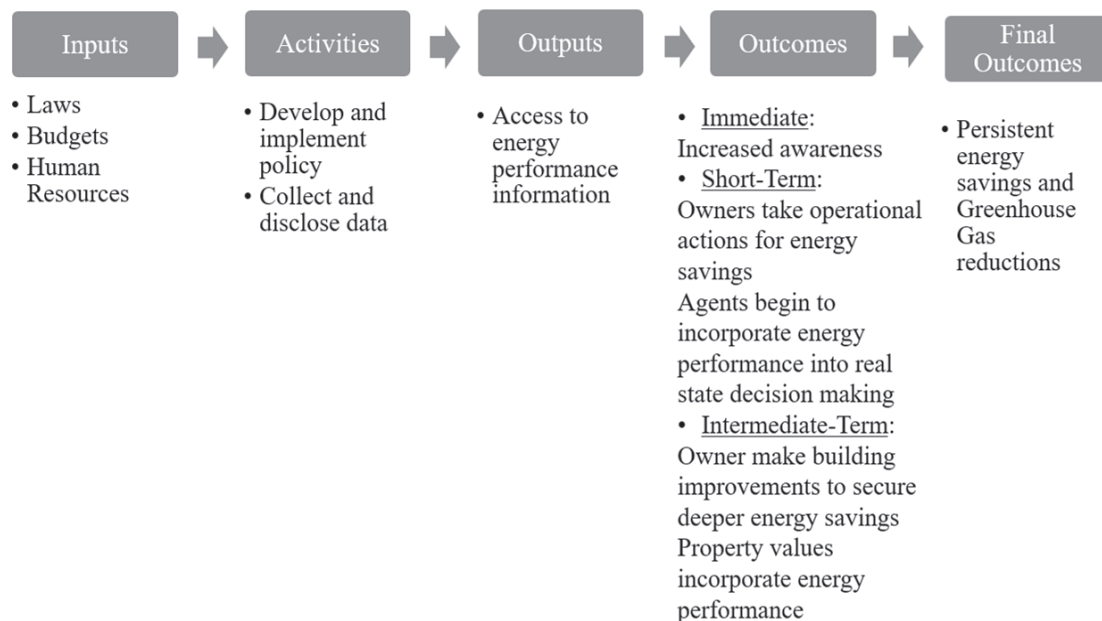 Inputs
Activities
Outputs
Outcomes
Final
Outcomes
• Laws
• Budgets
• Human
Resources
• Develop and
implement
policy
• Collect and
disclose data
• Access to
energy
performance
information
• Immediate:
Increased awareness
• Short-Term:
Owners take operational
actions for energy
savings
Agents begin to
incorporate energy
performance into real
state decision making
• Intermediate-Term:
Owner make building
improvements to secure
deeper energy savings
Property values
incorporate energy
performance
• Persistent
energy
savings and
Greenhouse
Gas
reductions